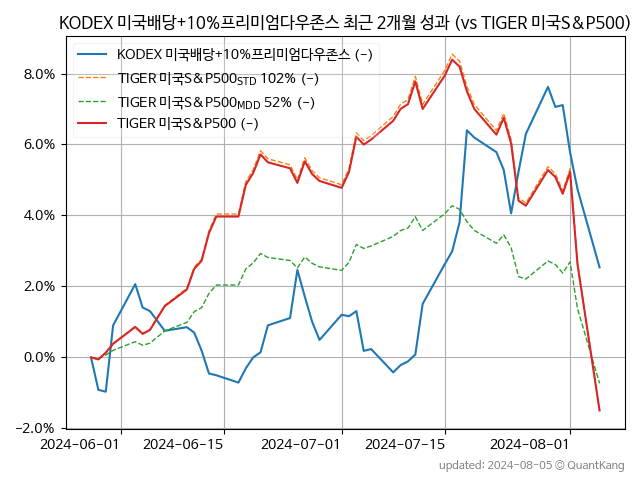 KODEX 미국배당+10%프리미엄다우존스 최근 2개월 성과 (vs TIGER 미국S&P500)
KODEX 미국배당+10%프리미엄다우존스 (-)
TIGER 미국S&P500STD 102% (-)
TIGER 미국S&P500MDD 52% (-)
TIGER 미국S&P500 (-)
8.0%
6.0%
4.0%
2.0%
0.0%
-2.0%
2024-06-01 2024-06-15 2024-07-01 2024-07-15 2024-08-01
updated: 2024-08-05 © QuantKang